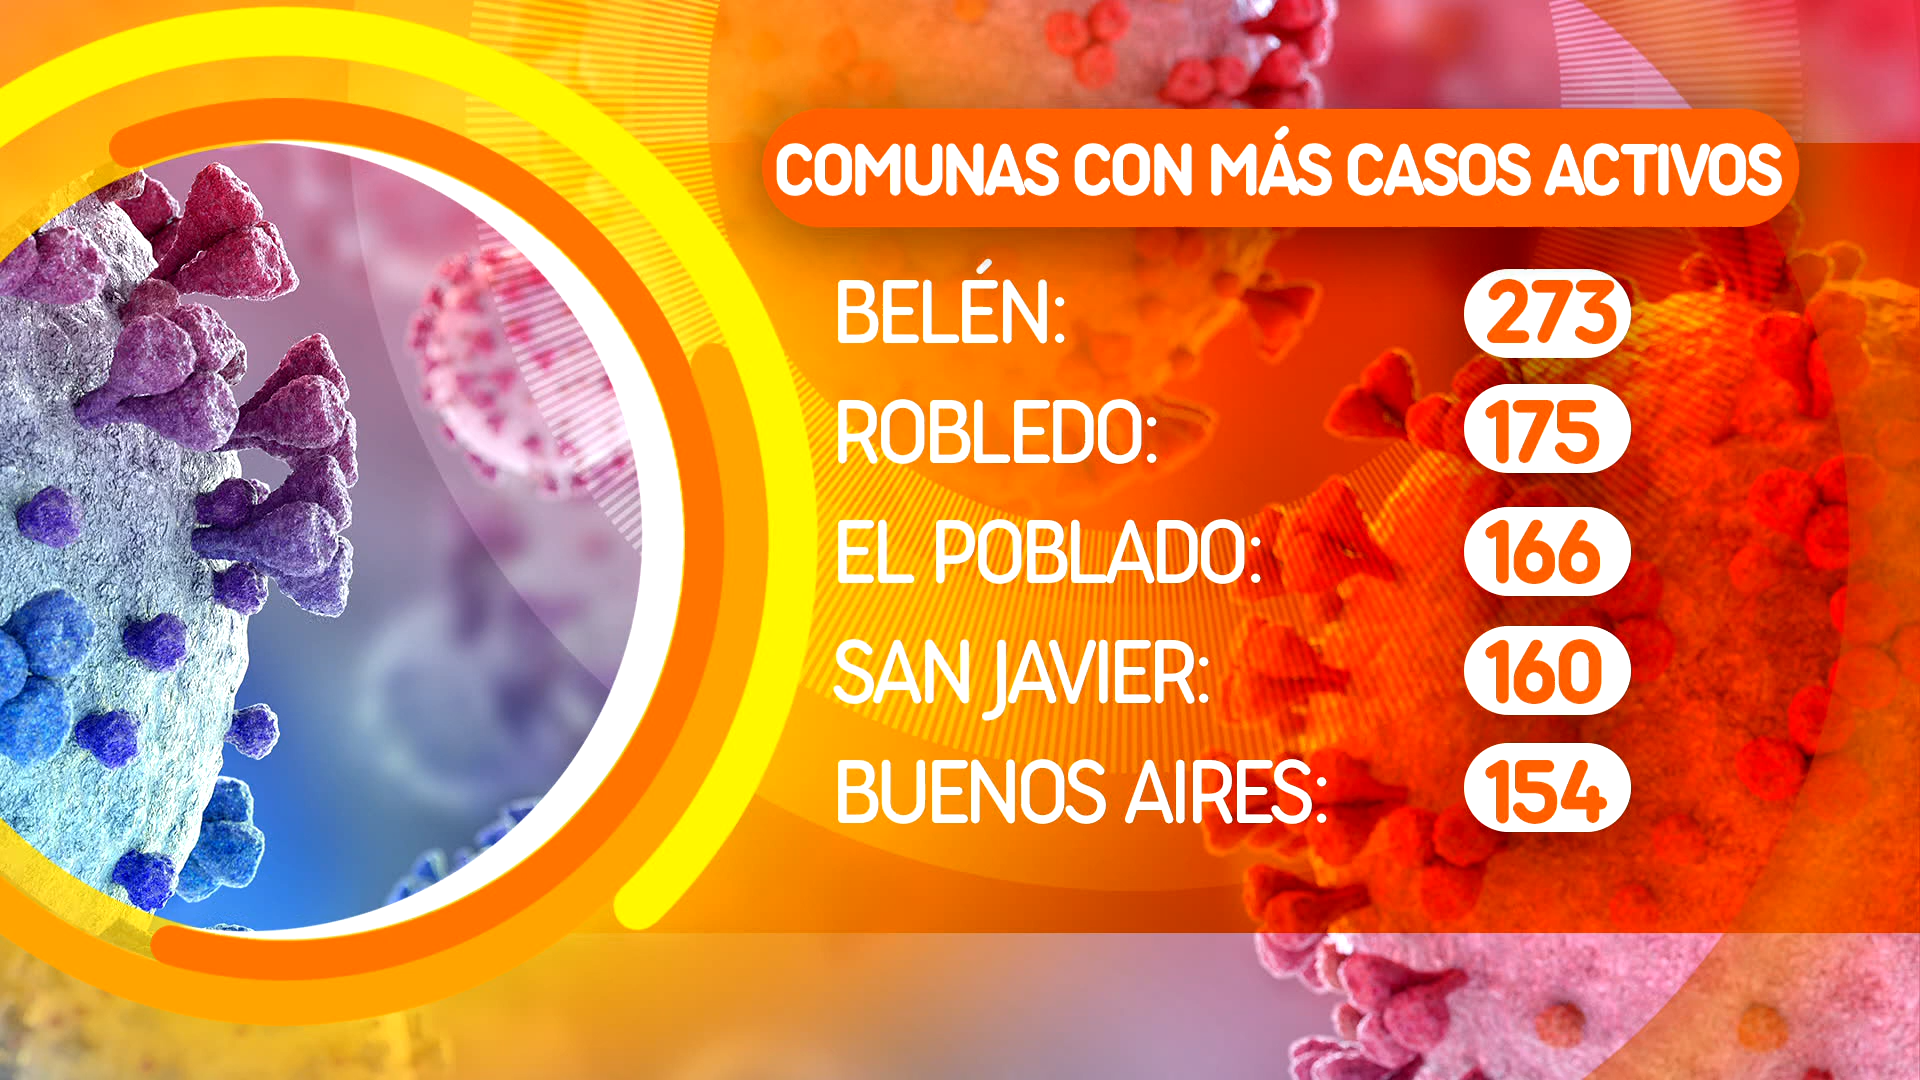 COMUNAS CON MÁS CASOS ACTIVOS
BELÉN: 273
ROBLEDO: 175
EL POBLADO: 166
SAN JAVIER: 160
BUENOS AIRES: 154